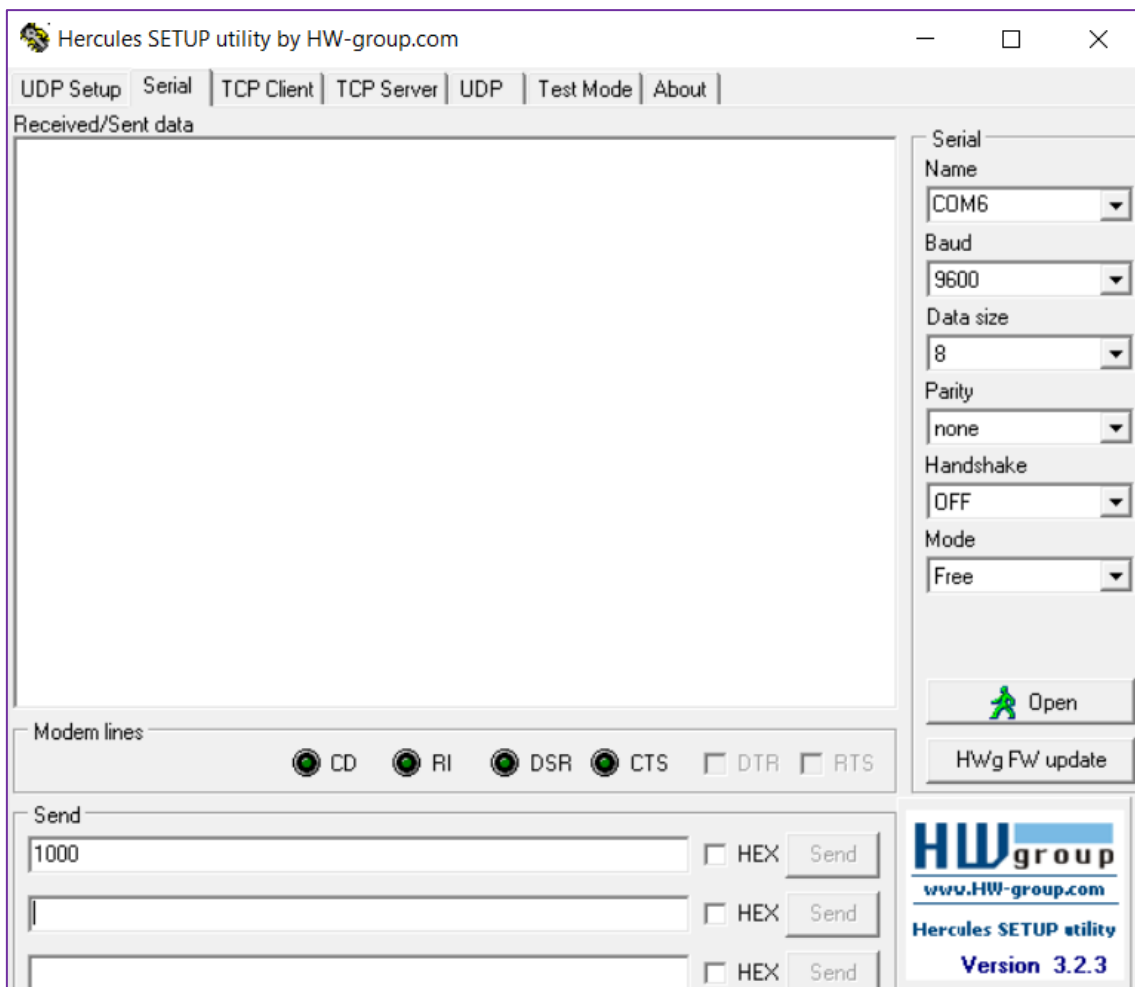 Hercules SETUP utility by HW-group.com
UDP Setup Serial TCP Client TCP Server UDP Test Mode About
Received/Sent data
Serial
Name
COM6
Baud
9600
Data size
8
Parity
none
Handshake
OFF
Mode
Free
Open
HWg FW update
Modem lines
CD RI DSR CTS DTR RTS
Send
1000 HEX Send
HEX Send
HEX Send
HW group
www.HW-group.com
Hercules SETUP utility
Version 3.2.3